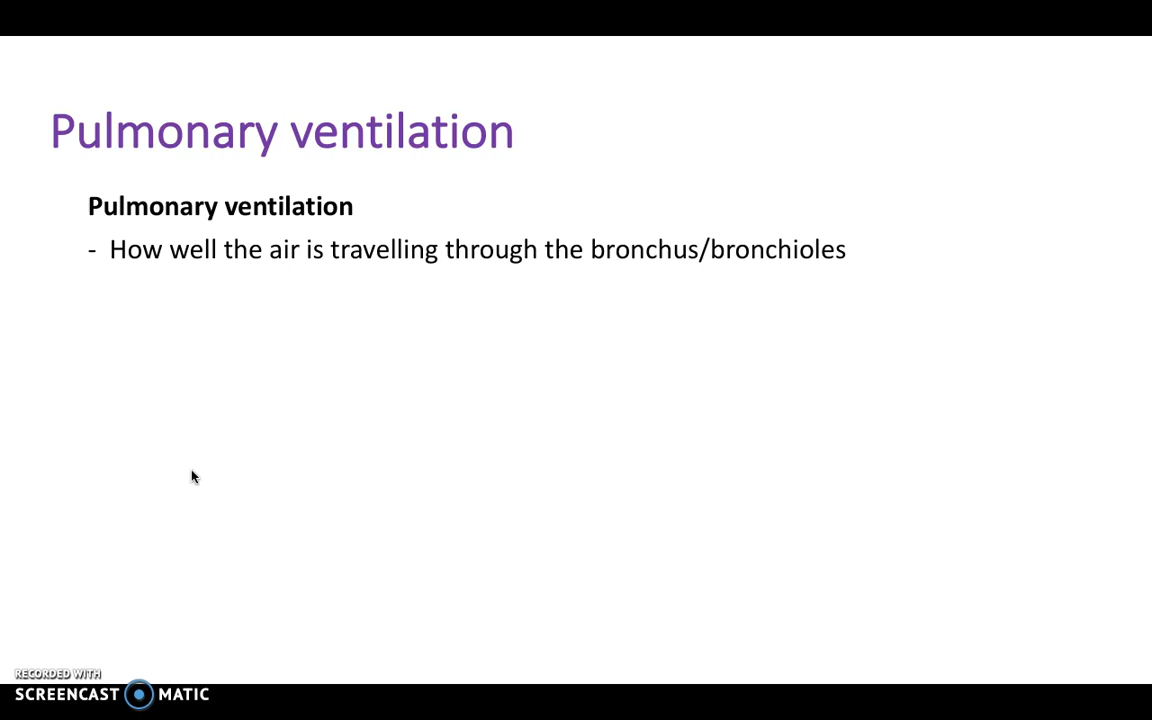 Pulmonary ventilation
Pulmonary ventilation
- How well the air is travelling through the bronchus/bronchioles
RECORDED WITH
SCREENCAST MATIC